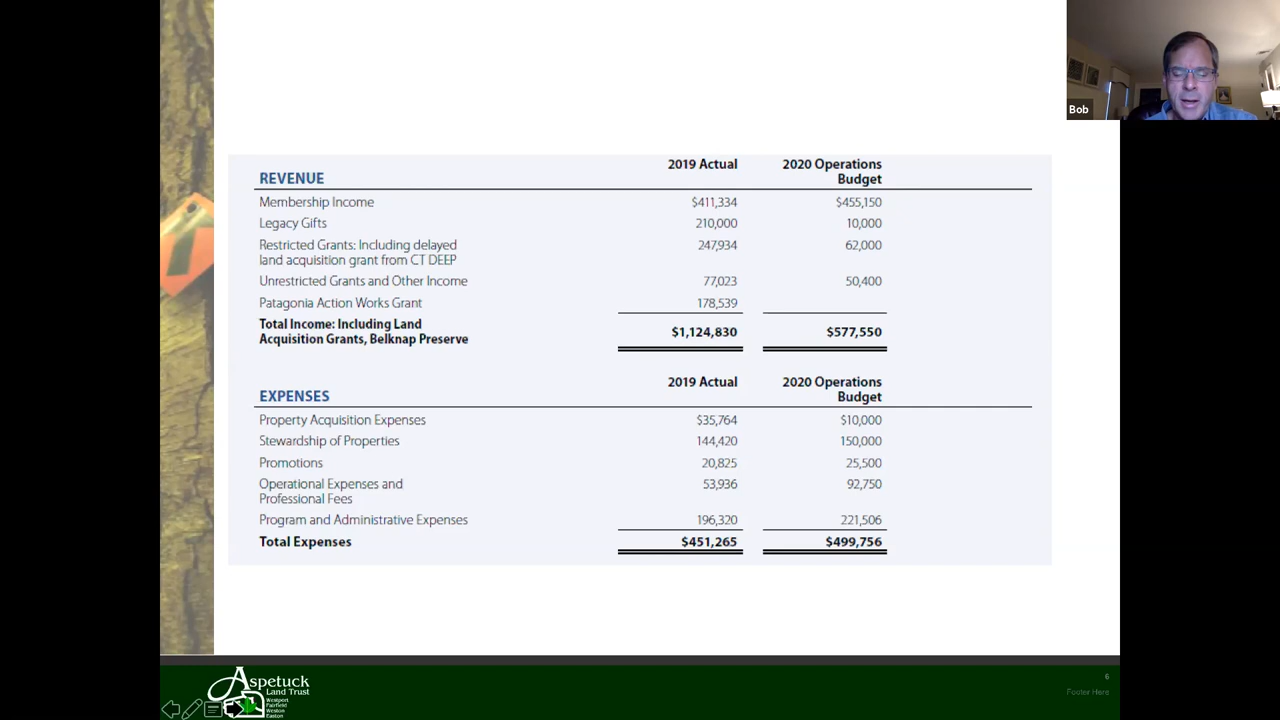 Bob
2019 Actual
2020 Operations
Budget
REVENUE
Membership Income $411,334 $455,150
Legacy Gifts 210,000 10,000
Restricted Grants: Including delayed
land acquisition grant from CT DEEP
247,934 62,000
Unrestricted Grants and Other Income 77,023 50,400
Patagonia Action Works Grant 178,539
Total Income: Including Land
Acquisition Grants, Belknap Preserve
$1,124,830 $577,550
2019 Actual
2020 Operations
Budget
EXPENSES
Property Acquisition Expenses $35,764 $10,000
Stewardship of Properties 144,420 150,000
Promotions 20,825 25,500
Operational Expenses and
Professional Fees
53,936 92,750
Program and Administrative Expenses 196,320 221,506
Total Expenses $451,265 $499,756
Aspetuck
Land Trust
Westport
Fairfield
Weston
Easton
6
Footer Here